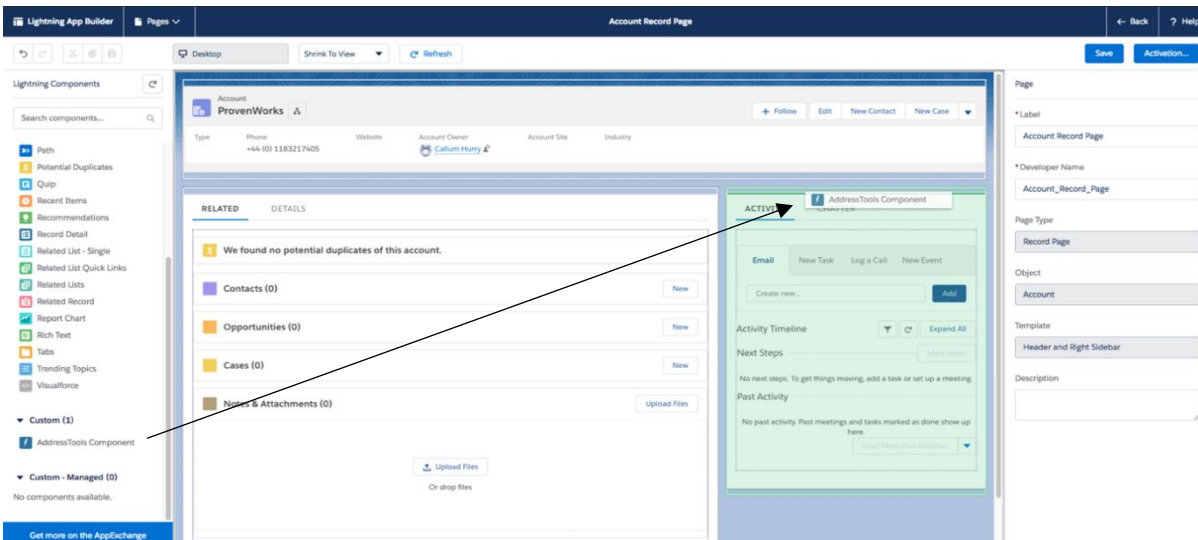 Lightning App Builder
Pages
Account Record Page
Back
? Help
Desktop
Shrink To View
Refresh
Save
Activation...
Lightning Components
Search components...
Path
Potential Duplicates
Quip
Recent Items
Recommendations
Record Detail
Related List - Single
Related List Quick Links
Related Lists
Related Record
Report Chart
Rich Text
Tabs
Trending Topics
Visualforce
Custom (1)
AddressTools Component
Custom - Managed (0)
No components available.
Get more on the AppExchange
Account
ProvenWorks
+ Follow
Edit
New Contact
New Case
Type
Phone
Website
Account Owner
Account Site
Industry
+44 (0) 1183217405
Callum Hurry
RELATED
DETAILS
We found no potential duplicates of this account.
Contacts (0)
New
Opportunities (0)
New
Cases (0)
New
Notes & Attachments (0)
Upload Files
Upload Files
Or drop files
AddressTools Component
CHATTER
Email
New Task
Log a Call
New Event
Create new...
Add
Activity Timeline
Expand All
Next Steps
More Steps
No next steps. To get things moving, add a task or set up a meeting.
Past Activity
No past activity. Past meetings and tasks marked as done show up
here.
Load More Past Activities
Page
*Label
Account Record Page
*Developer Name
Account_Record_Page
Page Type
Record Page
Object
Account
Template
Header and Right Sidebar
Description